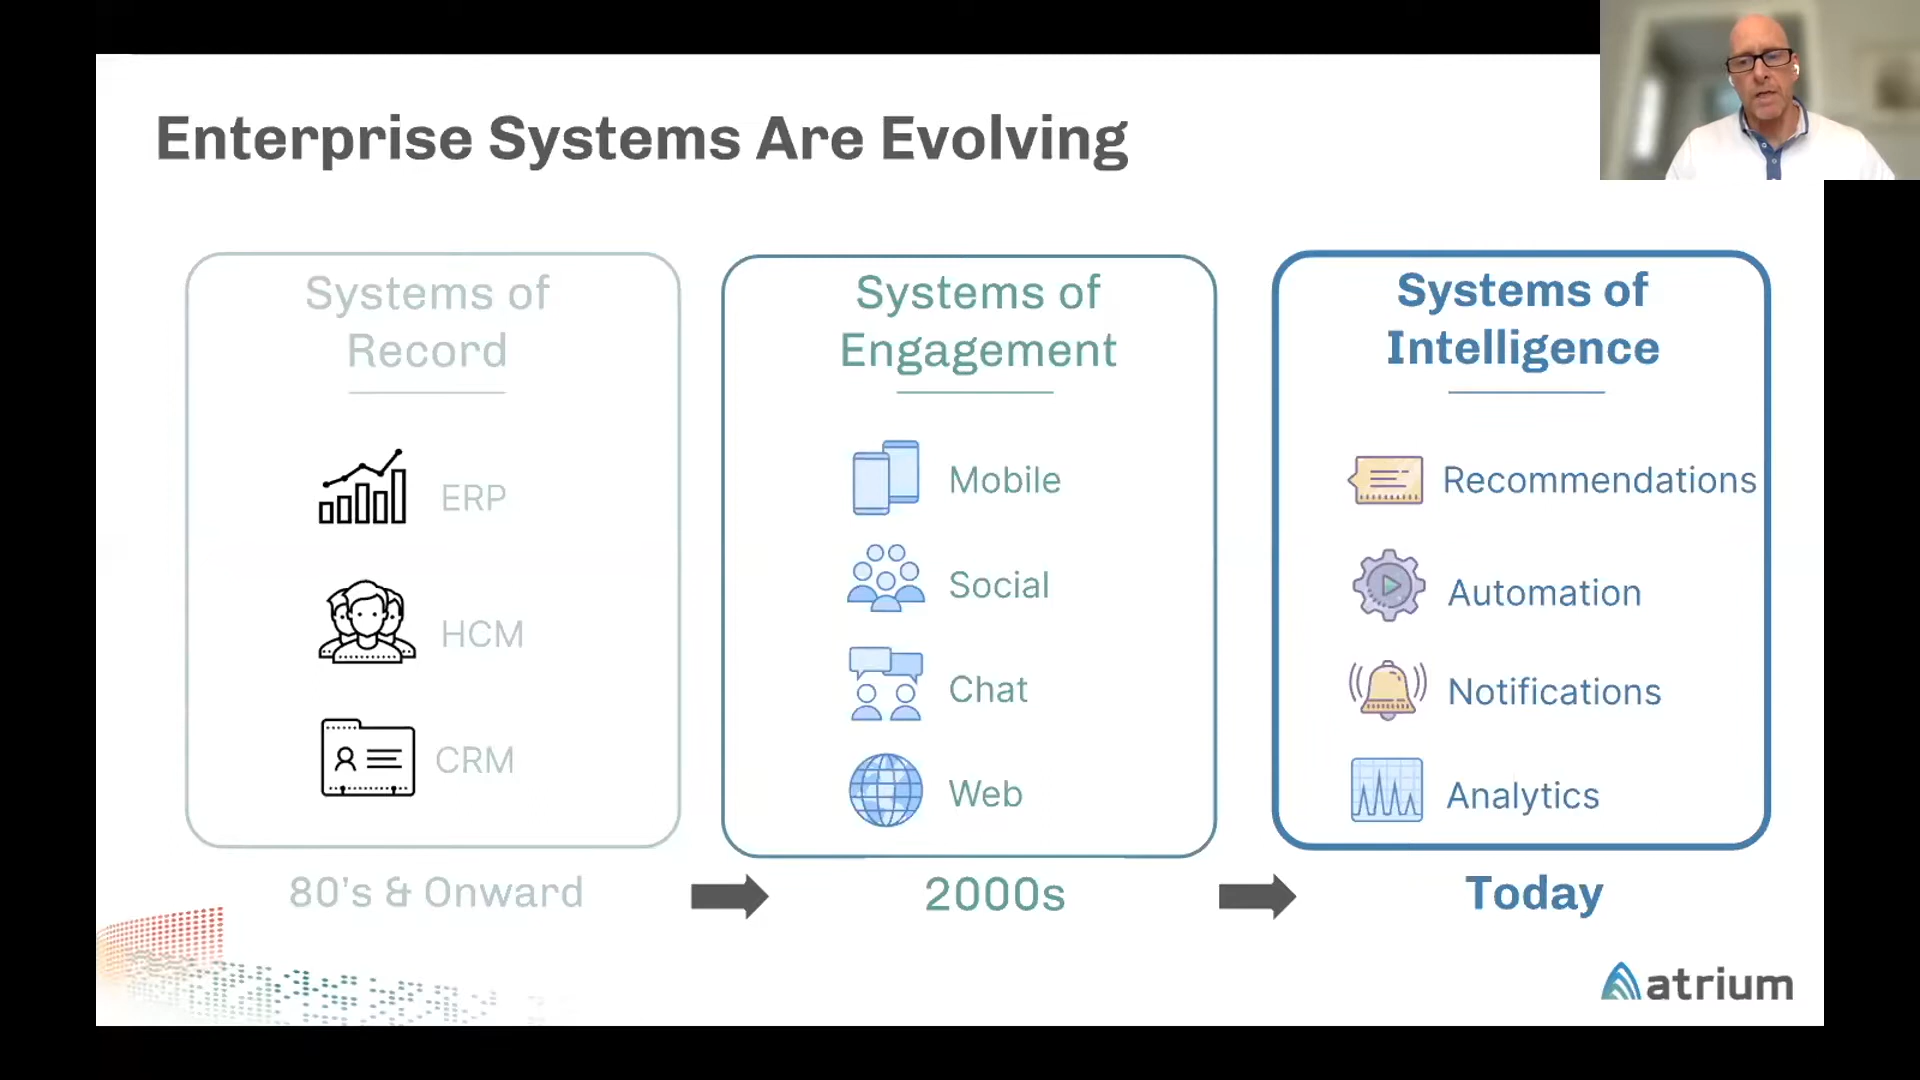 Enterprise Systems Are Evolving
Systems of
Record
ERP
HCM
CRM
80's & Onward
Systems of
Engagement
Mobile
Social
Chat
Web
2000s
Systems of
Intelligence
Recommendations
Automation
Notifications
Analytics
Today
atrium